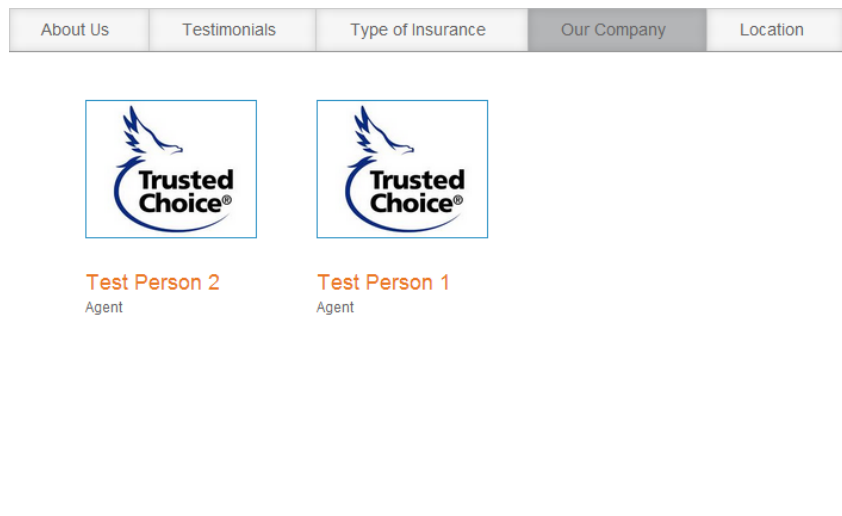 About Us Testimonials Type of Insurance Our Company Location
Trusted Choice®
Trusted Choice®
Test Person 2
Agent
Test Person 1
Agent